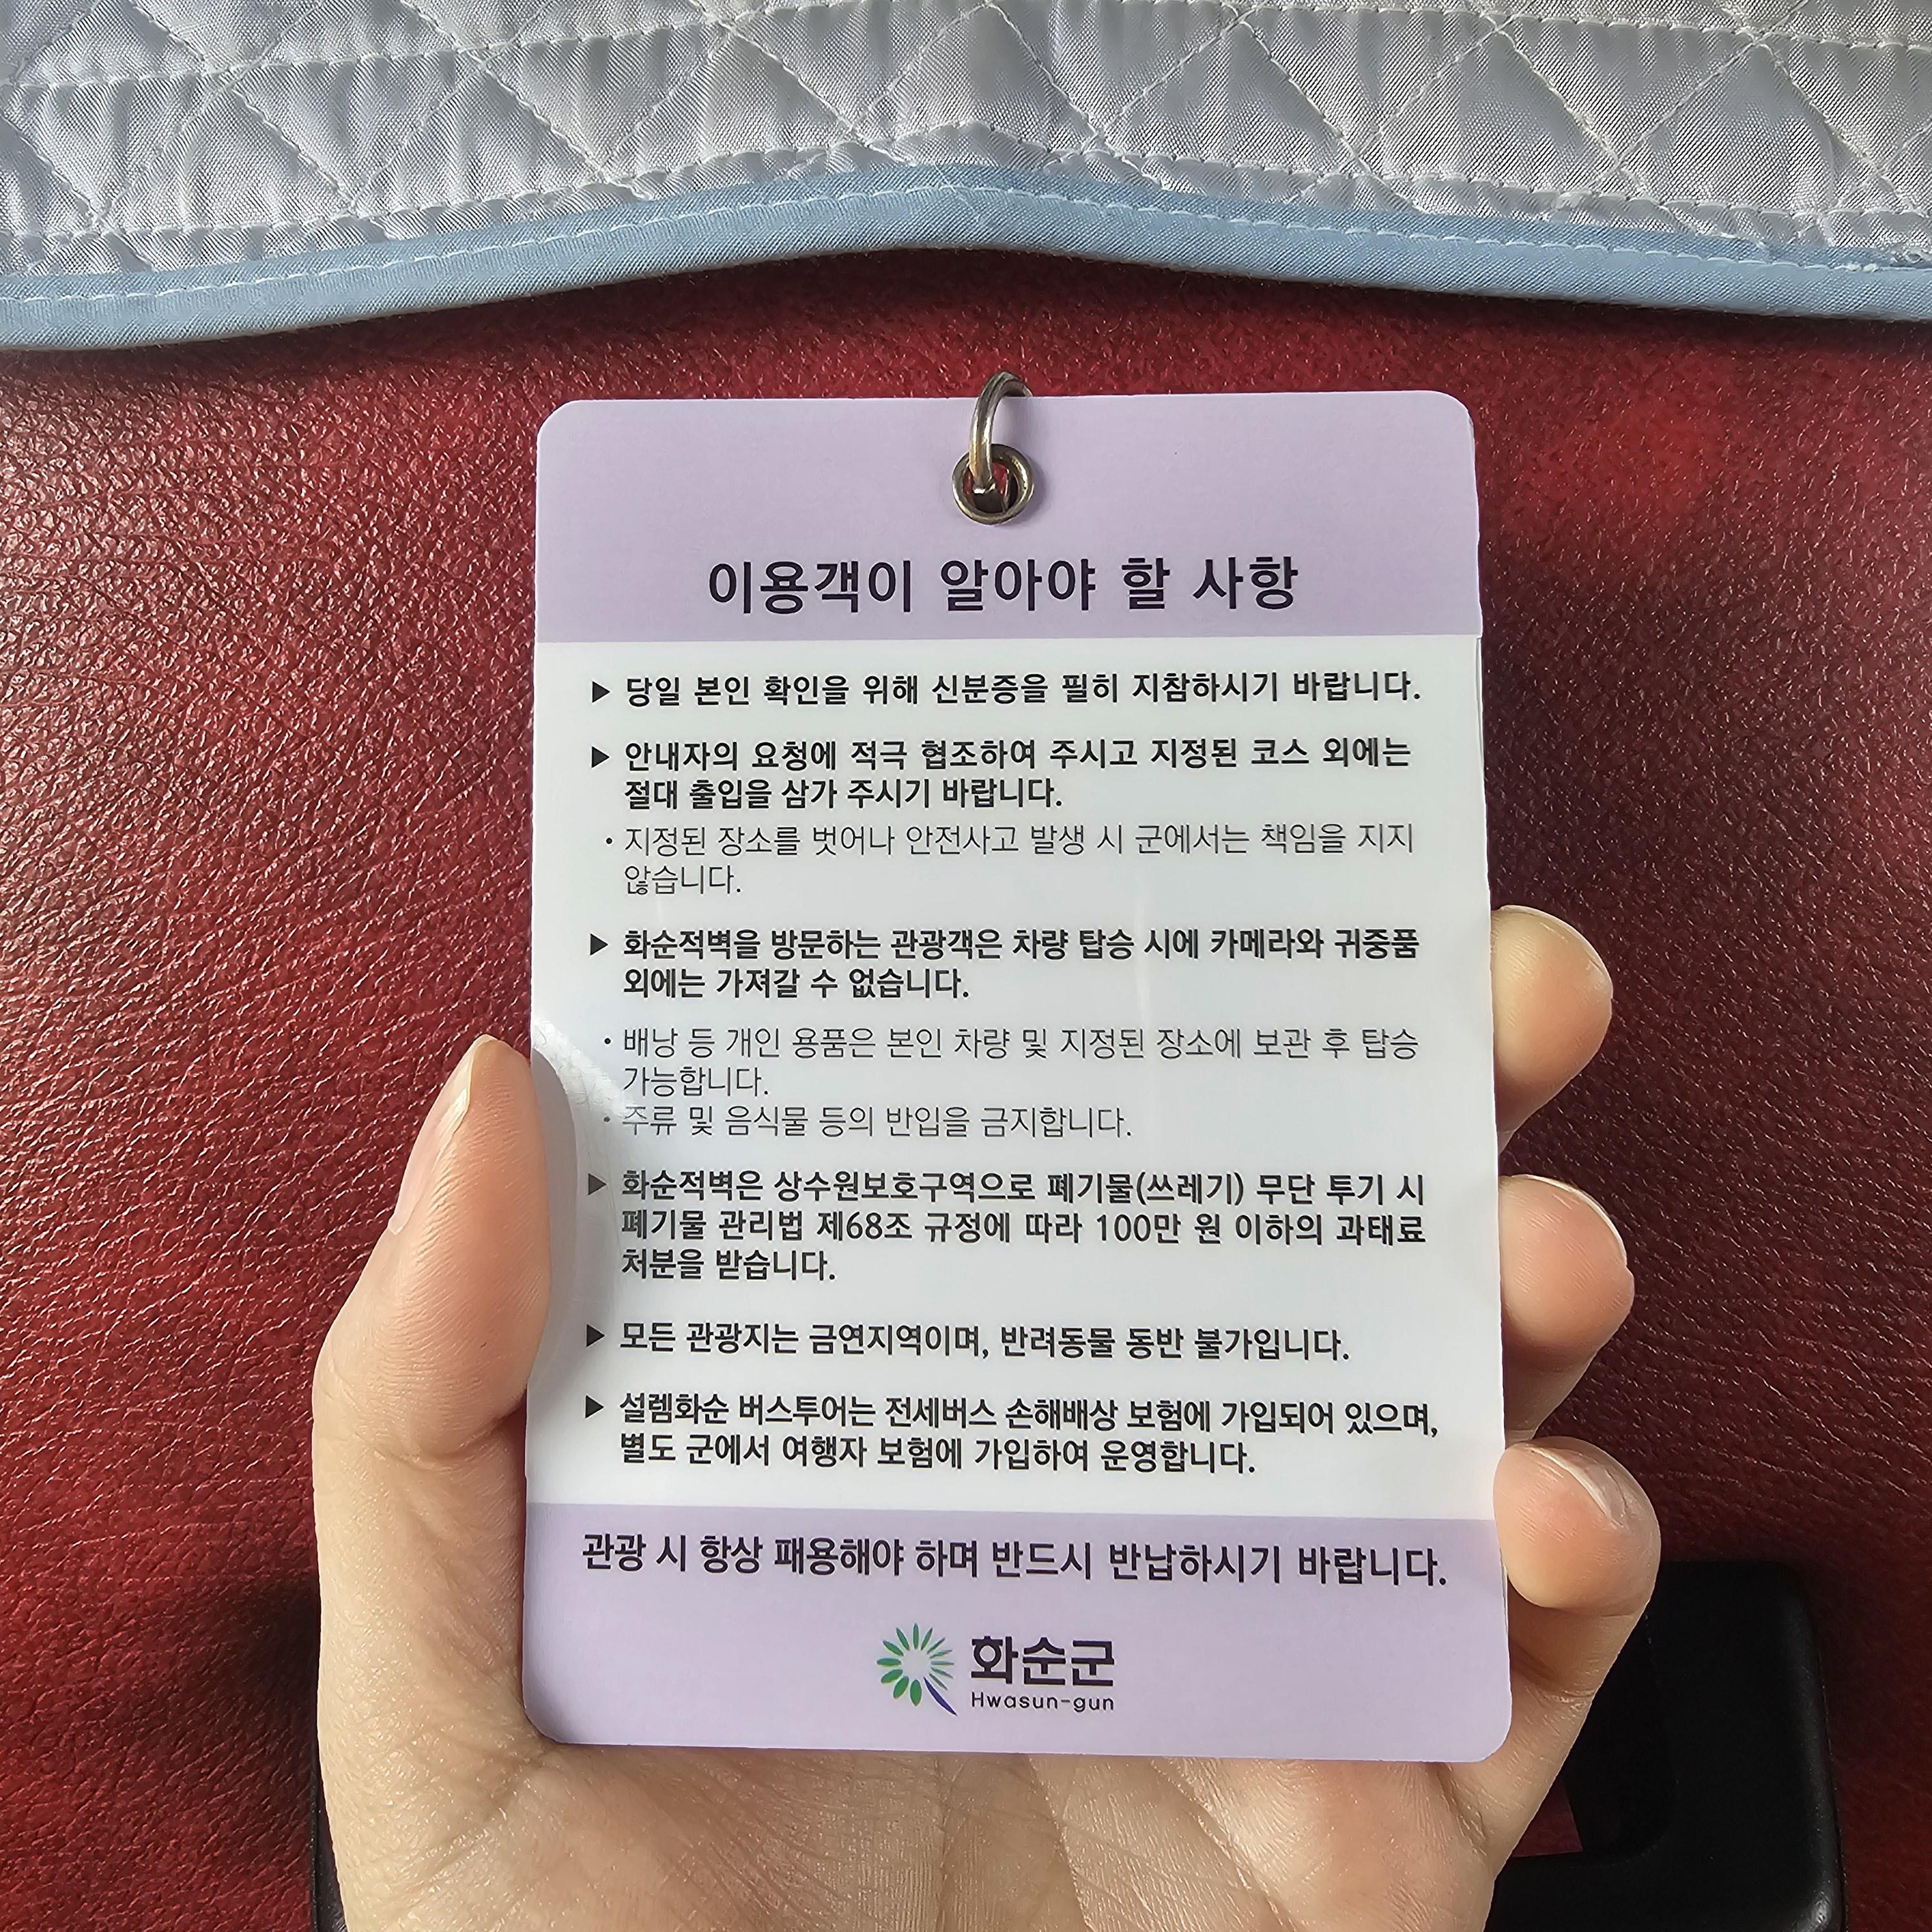 이용객이 알아야 할 사항
▶ 당일 본인 확인을 위해 신분증을 필히 지참하시기 바랍니다.
▶ 안내자의 요청에 적극 협조하여 주시고 지정된 코스 외에는
절대 출입을 삼가 주시기 바랍니다.
• 지정된 장소를 벗어나 안전사고 발생 시 군에서는 책임을 지지
않습니다.
▶ 화순적벽을 방문하는 관광객은 차량 탑승 시에 카메라와 귀중품
외에는 가져갈 수 없습니다.
• 배낭 등 개인 용품은 본인 차량 및 지정된 장소에 보관 후 탑승
가능합니다.
• 주류 및 음식물 등의 반입을 금지합니다.
▶ 화순적벽은 상수원보호구역으로 폐기물(쓰레기) 무단 투기 시
폐기물 관리법 제68조 규정에 따라 100만 원 이하의 과태료
처분을 받습니다.
▶ 모든 관광지는 금연지역이며, 반려동물 동반 불가입니다.
▶ 설렘화순 버스투어는 전세버스 손해배상 보험에 가입되어 있으며,
별도 군에서 여행자 보험에 가입하여 운영합니다.
관광 시 항상 패용해야 하며 반드시 반납하시기 바랍니다.
화순군
Hwasun-gun